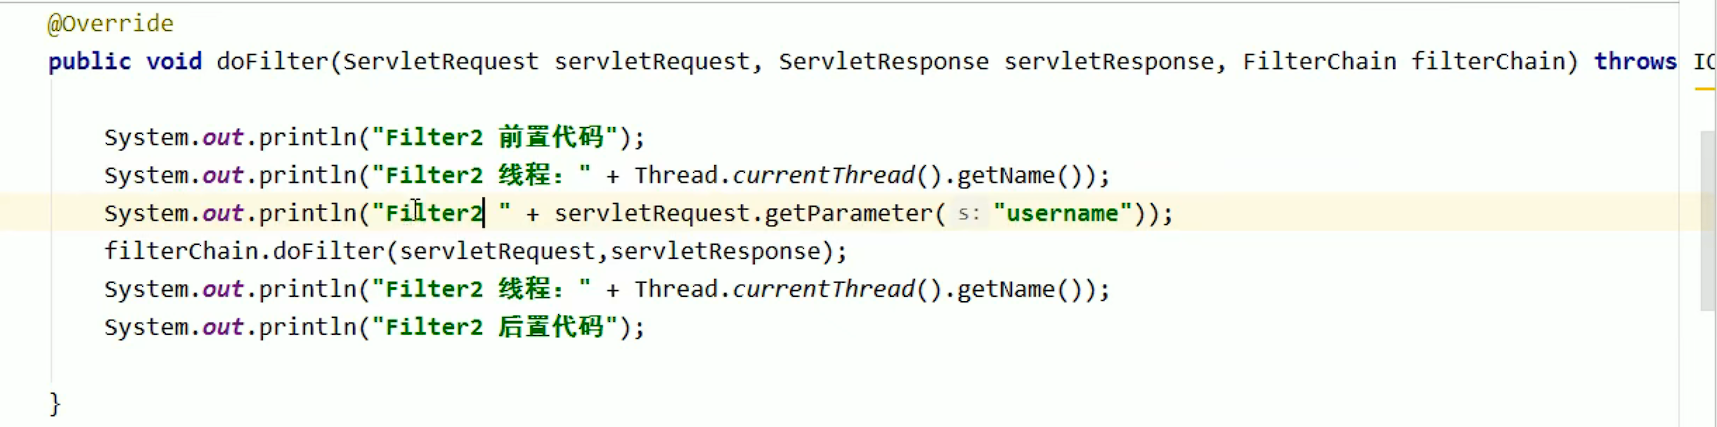 @Override
public void doFilter(ServletRequest servletRequest, ServletResponse servletResponse, FilterChain filterChain) throws IO
System.out.println("Filter2 前置代码");
System.out.println("Filter2 线程：" + Thread.currentThread().getName());
System.out.println("Filter2 " + servletRequest.getParameter( s: "username"));
filterChain.doFilter(servletRequest,servletResponse);
System.out.println("Filter2 线程：" + Thread.currentThread().getName());
System.out.println("Filter2 后置代码");
}